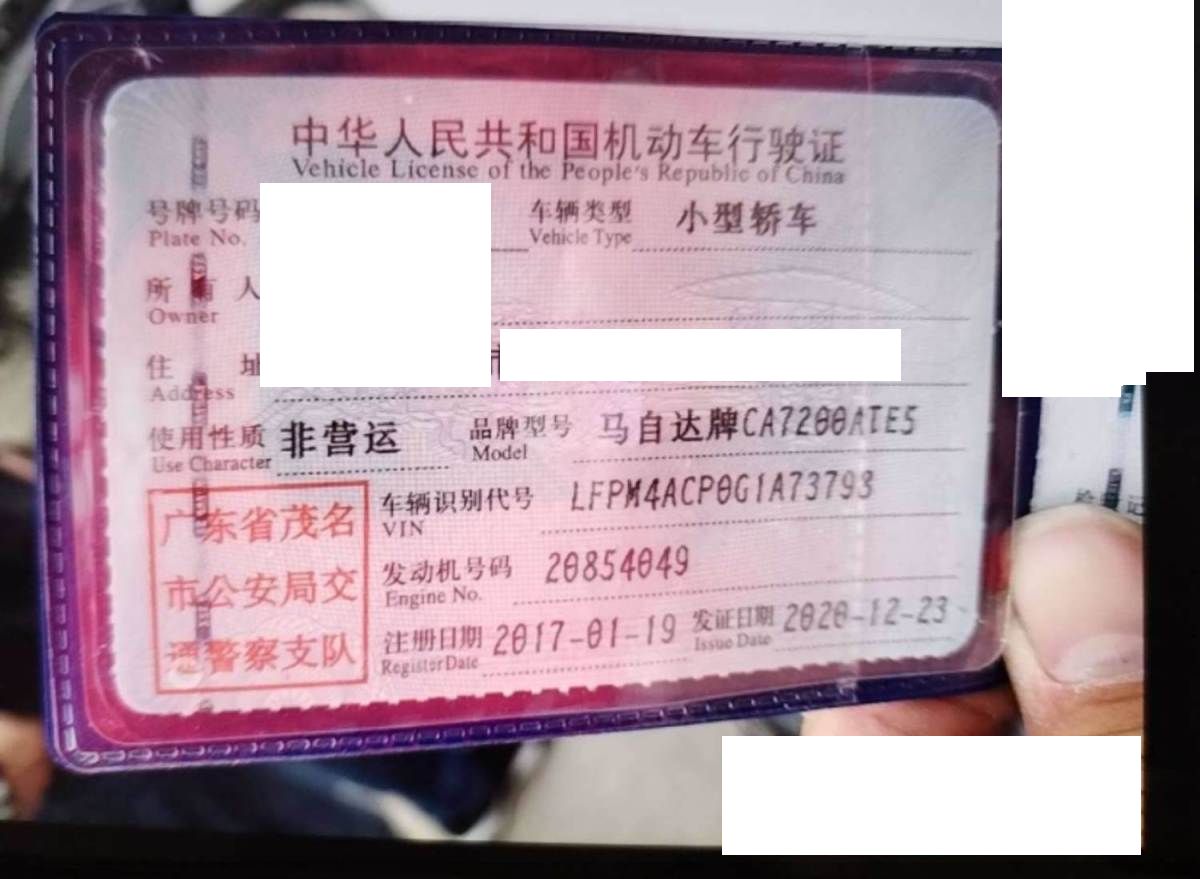 中华人民共和国机动车行驶证
Vehicle License of the People's Republic of China
号牌号码 车辆类型 小型轿车
Plate No. Vehicle Type
所有人
Owner
住址
Address
使用性质 非营运 品牌型号 马自达牌CA7200ATE5
Use Character Model
车辆识别代号 LFPM4ACP0G1A73793
VIN
发动机号码 20854049
Engine No.
注册日期 2017-01-19 发证日期 2020-12-23
Register Date Issue Date
广东省茂名
市公安局交
通警察支队